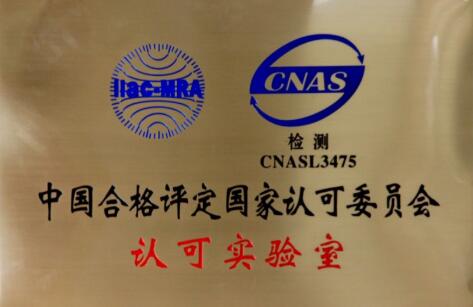 ilac-MRA
CNAS
检测
CNASL3475
中国合格评定国家认可委员会
认可实验室